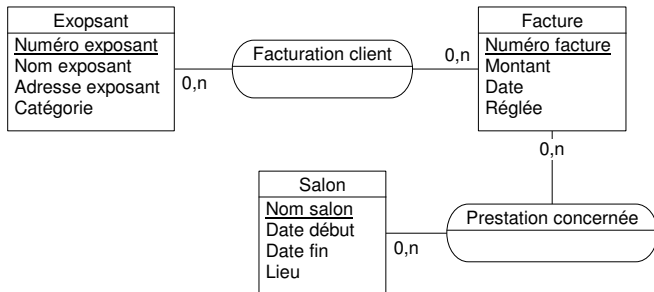 Exopsant
Numéro exposant
Nom exposant
Adresse exposant
Catégorie
0,n
Facturation client
0,n
Facture
Numéro facture
Montant
Date
Réglée
0,n
Salon
Nom salon
Date début
Date fin
Lieu
0,n
Prestation concernée